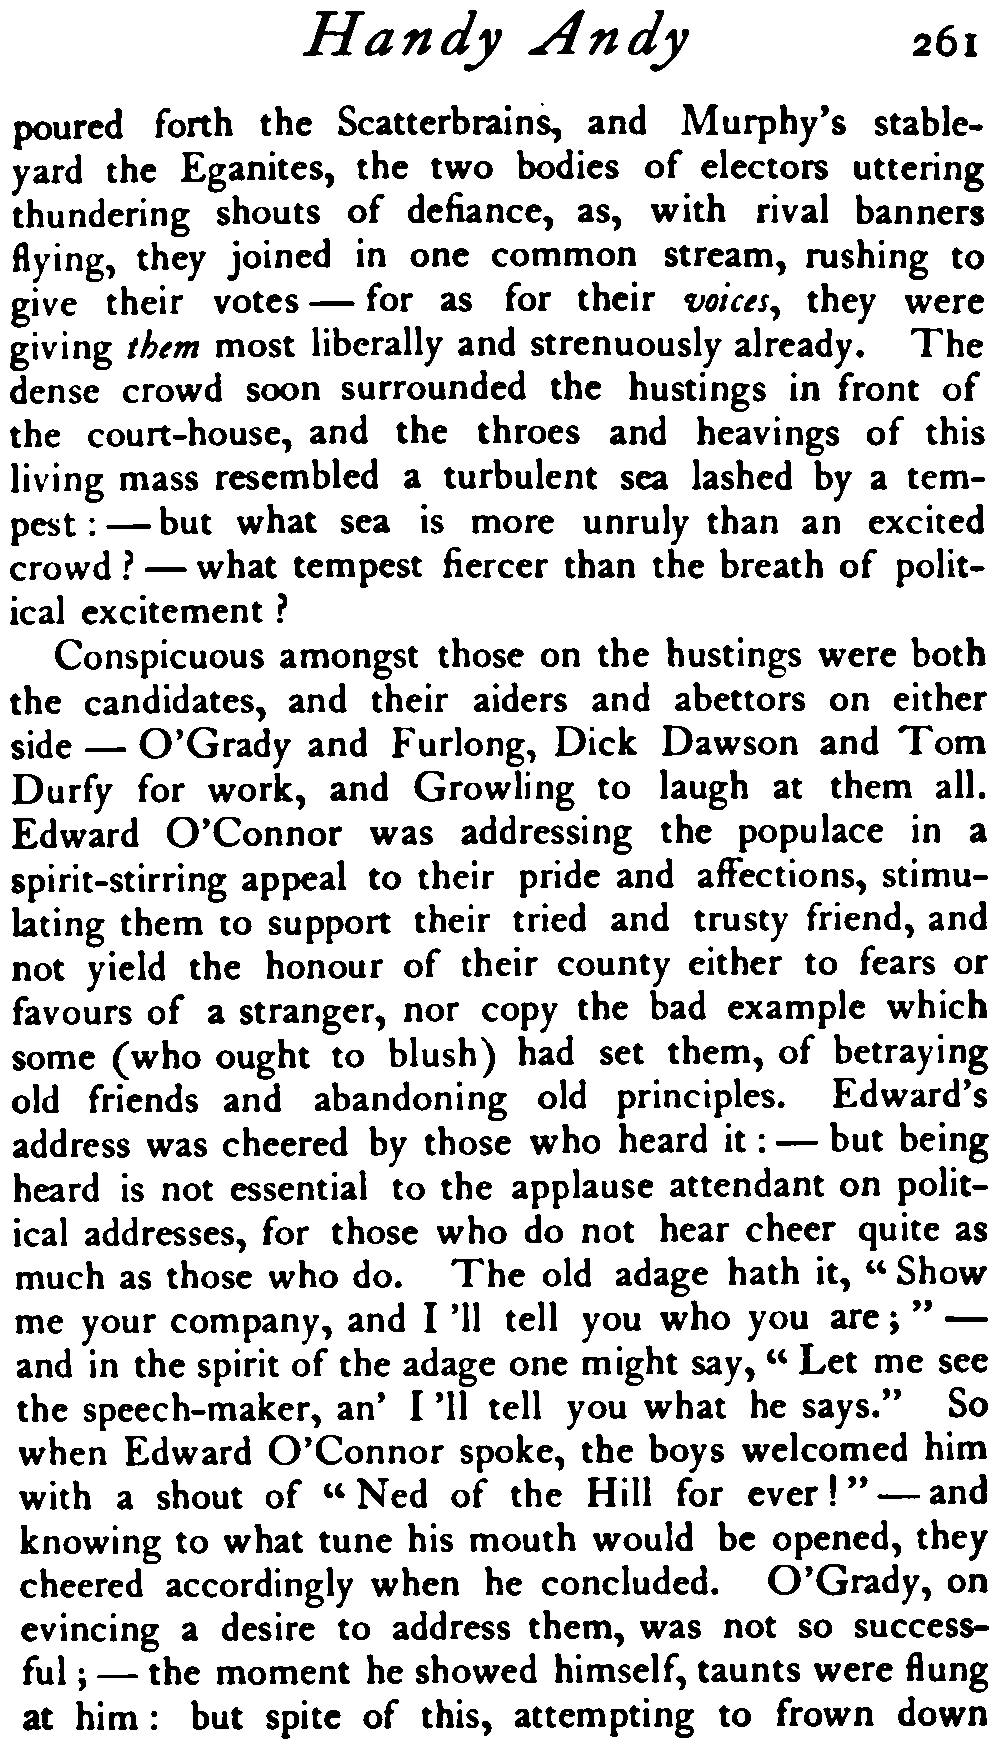 Handy Andy 261
poured forth the Scatterbrains, and Murphy's stable-
yard the Eganites, the two bodies of electors uttering
thundering shouts of defiance, as, with rival banners
flying, they joined in one common stream, rushing to
give their votes — for as for their voices, they were
giving them most liberally and strenuously already. The
dense crowd soon surrounded the hustings in front of
the court-house, and the throes and heavings of this
living mass resembled a turbulent sea lashed by a tem-
pest : — but what sea is more unruly than an excited
crowd ? — what tempest fiercer than the breath of polit-
ical excitement ?
Conspicuous amongst those on the hustings were both
the candidates, and their aiders and abettors on either
side — O'Grady and Furlong, Dick Dawson and Tom
Durfy for work, and Growling to laugh at them all.
Edward O'Connor was addressing the populace in a
spirit-stirring appeal to their pride and affections, stimu-
lating them to support their tried and trusty friend, and
not yield the honour of their county either to fears or
favours of a stranger, nor copy the bad example which
some (who ought to blush) had set them, of betraying
old friends and abandoning old principles. Edward's
address was cheered by those who heard it : — but being
heard is not essential to the applause attendant on polit-
ical addresses, for those who do not hear cheer quite as
much as those who do. The old adage hath it, “ Show
me your company, and I 'll tell you who you are ; ” —
and in the spirit of the adage one might say, “ Let me see
the speech-maker, an' I 'll tell you what he says.” So
when Edward O'Connor spoke, the boys welcomed him
with a shout of “ Ned of the Hill for ever ! ” — and
knowing to what tune his mouth would be opened, they
cheered accordingly when he concluded. O'Grady, on
evincing a desire to address them, was not so success-
ful ; — the moment he showed himself, taunts were flung
at him : but spite of this, attempting to frown down